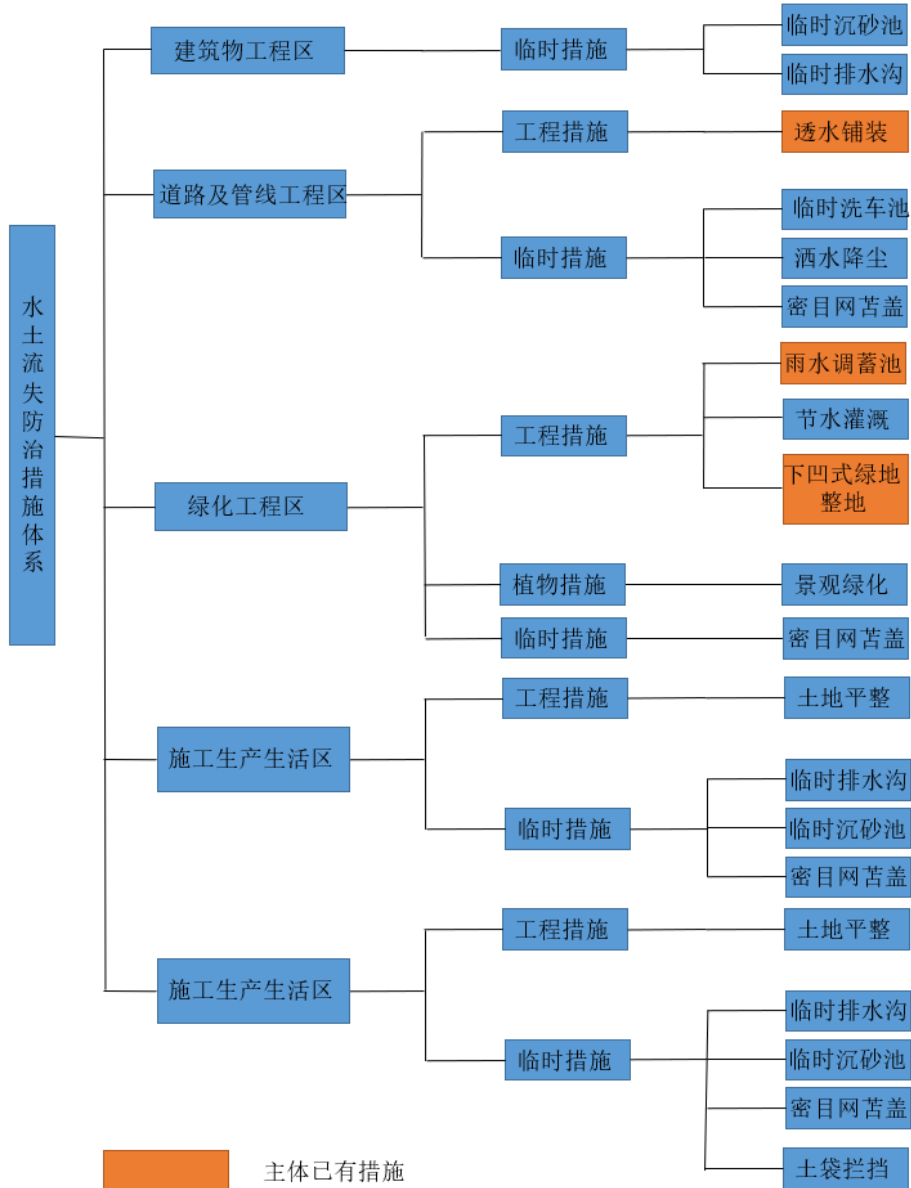 水土流失防治措施体系
建筑物工程区
临时措施
临时沉砂池
临时排水沟
道路及管线工程区
工程措施
透水铺装
临时措施
临时洗车池
洒水降尘
密目网苫盖
绿化工程区
工程措施
雨水调蓄池
节水灌溉
下凹式绿地
整地
植物措施
景观绿化
临时措施
密目网苫盖
施工生产生活区
工程措施
土地平整
临时措施
临时排水沟
临时沉砂池
密目网苫盖
施工生产生活区
工程措施
土地平整
临时措施
临时排水沟
临时沉砂池
密目网苫盖
土袋拦挡
主体已有措施